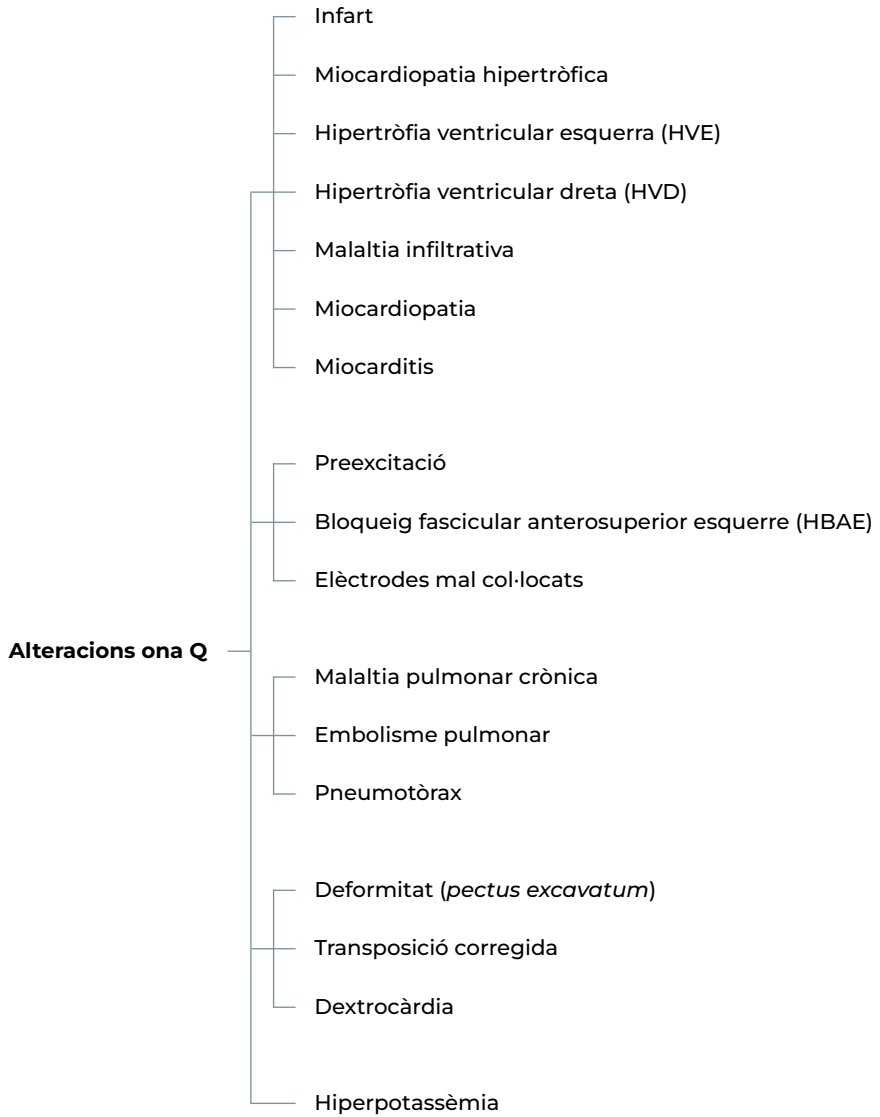 Infart
Miocardiopatia hipertròfica
Hipertròfia ventricular esquerra (HVE)
Hipertròfia ventricular dreta (HVD)
Malaltia infiltrativa
Miocardiopatia
Miocarditis
Preexcitació
Bloqueig fascicular anterosuperior esquerre (HBAE)
Elèctrodes mal col·locats
Alteracions ona Q
Malaltia pulmonar crònica
Embolisme pulmonar
Pneumotòrax
Deformitat (pectus excavatum)
Transposició corregida
Dextrocàrdia
Hiperpotassèmia